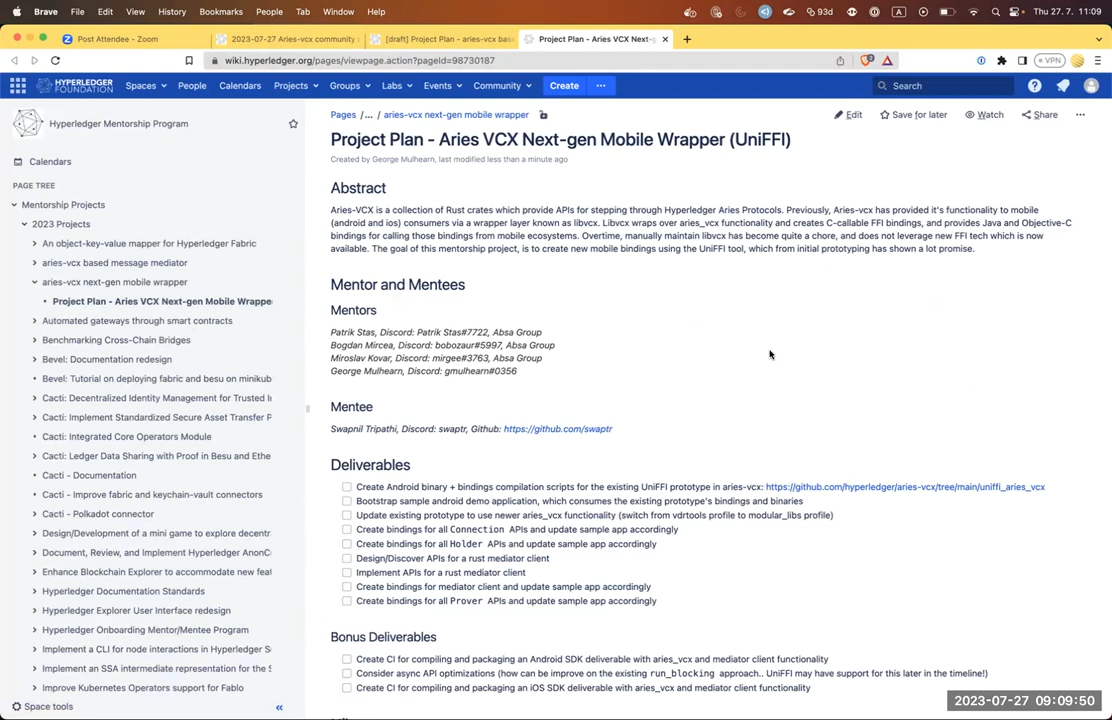 Brave File Edit View History Bookmarks People Tab Window Help 93d A Thu 27. 7. 11:09
Post Attendee - Zoom 2023-07-27 Aries-vcx community [draft] Project Plan - aries-vcx bas Project Plan - Aries VCX Next-g
wiki.hyperledger.org/pages/viewpage.action?pageId=98730187 2 VPN
HYPERLEDGER FOUNDATION Spaces People Calendars Projects Groups Labs Events Community Create Search
Hyperledger Mentorship Program
Calendars
PAGE TREE
Mentorship Projects
2023 Projects
An object-key-value mapper for Hyperledger Fabric
aries-vcx based message mediator
aries-vcx next-gen mobile wrapper
Project Plan - Aries VCX Next-gen Mobile Wrapper
Automated gateways through smart contracts
Benchmarking Cross-Chain Bridges
Bevel: Documentation redesign
Bevel: Tutorial on deploying fabric and besu on minikub
Cacti: Decentralized Identity Management for Trusted I
Cacti: Implement Standardized Secure Asset Transfer P
Cacti: Integrated Core Operators Module
Cacti: Ledger Data Sharing with Proof in Besu and Ethe
Cacti - Documentation
Cacti - Improve fabric and keychain-vault connectors
Cacti - Polkadot connector
Design/Development of a mini game to explore decentr
Document, Review, and Implement Hyperledger AnonC
Enhance Blockchain Explorer to accommodate new feat
Hyperledger Documentation Standards
Hyperledger Explorer User Interface redesign
Hyperledger Onboarding Mentor/Mentee Program
Implement a CLI for node interactions in Hyperledger S
Implement an SSA intermediate representation for the S
Improve Kubernetes Operators support for Fablo
Space tools
Pages /… / aries-vcx next-gen mobile wrapper Edit Save for later Watch Share
Project Plan - Aries VCX Next-gen Mobile Wrapper (UniFFI)
Created by George Mulhearn, last modified less than a minute ago
Abstract
Aries-VCX is a collection of Rust crates which provide APIs for stepping through Hyperledger Aries Protocols. Previously, Aries-vcx has provided it's functionality to mobile
(android and ios) consumers via a wrapper layer known as libvcx. Libvcx wraps over aries_vcx functionality and creates C-callable FFI bindings, and provides Java and Objective-C
bindings for calling those bindings from mobile ecosystems. Overtime, manually maintain libvcx has become quite a chore, and does not leverage new FFI tech which is now
available. The goal of this mentorship project, is to create new mobile bindings using the UniFFI tool, which from initial prototyping has shown a lot promise.
Mentor and Mentees
Mentors
Patrik Stas, Discord: Patrik Stas#7722, Absa Group
Bogdan Mircea, Discord: bobozaur#5997, Absa Group
Miroslav Kovar, Discord: mirgee#3763, Absa Group
George Mulhearn, Discord: gmulhearn#0356
Mentee
Swapnil Tripathi, Discord: swaptr, Github: https://github.com/swaptr
Deliverables
Create Android binary + bindings compilation scripts for the existing UniFFI prototype in aries-vcx: https://github.com/hyperledger/aries-vcx/tree/main/uniffi_aries_vcx
Bootstrap sample android demo application, which consumes the existing prototype's bindings and binaries
Update existing prototype to use newer aries_vcx functionality (switch from vdrtools profile to modular_libs profile)
Create bindings for all Connection APIs and update sample app accordingly
Create bindings for all Holder APIs and update sample app accordingly
Design/Discover APIs for a rust mediator client
Implement APIs for a rust mediator client
Create bindings for mediator client and update sample app accordingly
Create bindings for all Prover APIs and update sample app accordingly
Bonus Deliverables
Create CI for compiling and packaging an Android SDK deliverable with aries_vcx and mediator client functionality
Consider async API optimizations (how can be improve on the existing run_blocking approach.. UniFFI may have support for this later in the timeline!)
Create CI for compiling and packaging an iOS SDK deliverable with aries_vcx and mediator client functionality
2023-07-27 09:09:50